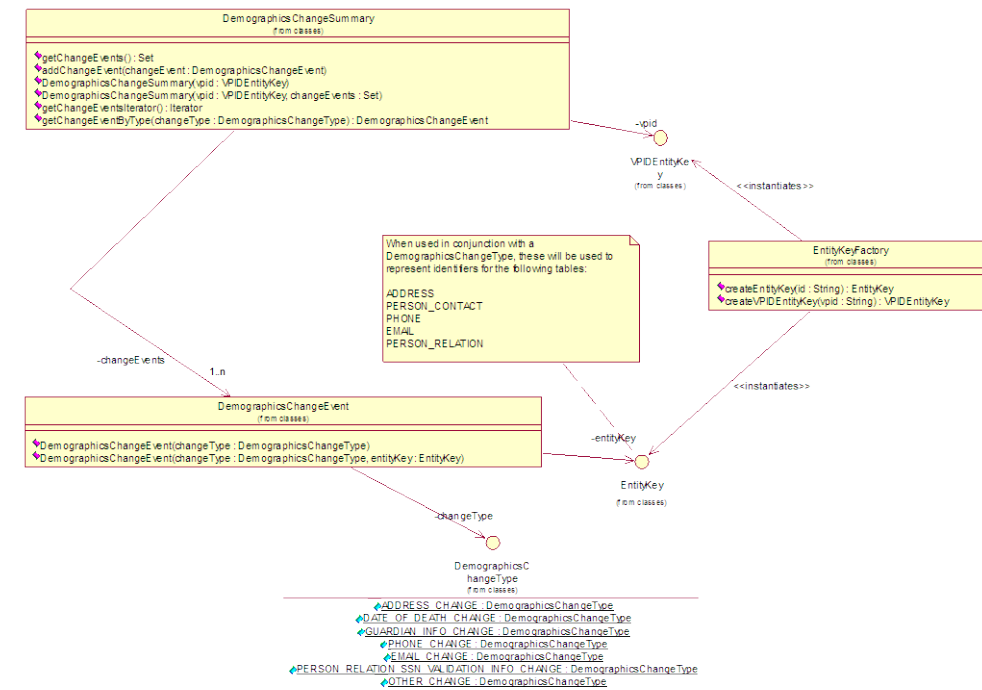 DemographicsChangeSummary
(from classes)
getChangeEvents() : Set
addChangeEvent(changeEvent : DemographicsChangeEvent)
DemographicsChangeSummary(vpid : VPIDEntityKey)
DemographicsChangeSummary(vpid : VPIDEntityKey, changeEvents : Set)
getChangeEventsIterator() : Iterator
getChangeEventByType(changeType : DemographicsChangeType) : DemographicsChangeEvent
-vpid
VPIDEntityKe
y
(from classes)
<<instantiates>>
When used in conjunction with a
DemographicsChangeType, these will be used to
represent identifiers for the following tables:
ADDRESS
PERSON_CONTACT
PHONE
EMAIL
PERSON_RELATION
EntityKeyFactory
(from classes)
createEntityKey(id : String) : EntityKey
createVPIDEntityKey(vpid : String) : VPIDEntityKey
-changeEvents
1..n
<<instantiates>>
DemographicsChangeEvent
(from classes)
DemographicsChangeEvent(changeType : DemographicsChangeType)
DemographicsChangeEvent(changeType : DemographicsChangeType, entityKey : EntityKey)
-entityKey
EntityKey
(from classes)
-changeType
DemographicsC
hangeType
(from classes)
ADDRESS_CHANGE : DemographicsChangeType
DATE_OF_DEATH_CHANGE : DemographicsChangeType
GUARDIAN_INFO_CHANGE : DemographicsChangeType
PHONE_CHANGE : DemographicsChangeType
EMAIL_CHANGE : DemographicsChangeType
PERSON_RELATION_SSN_VALIDATION_INFO_CHANGE : DemographicsChangeType
OTHER_CHANGE : DemographicsChangeType